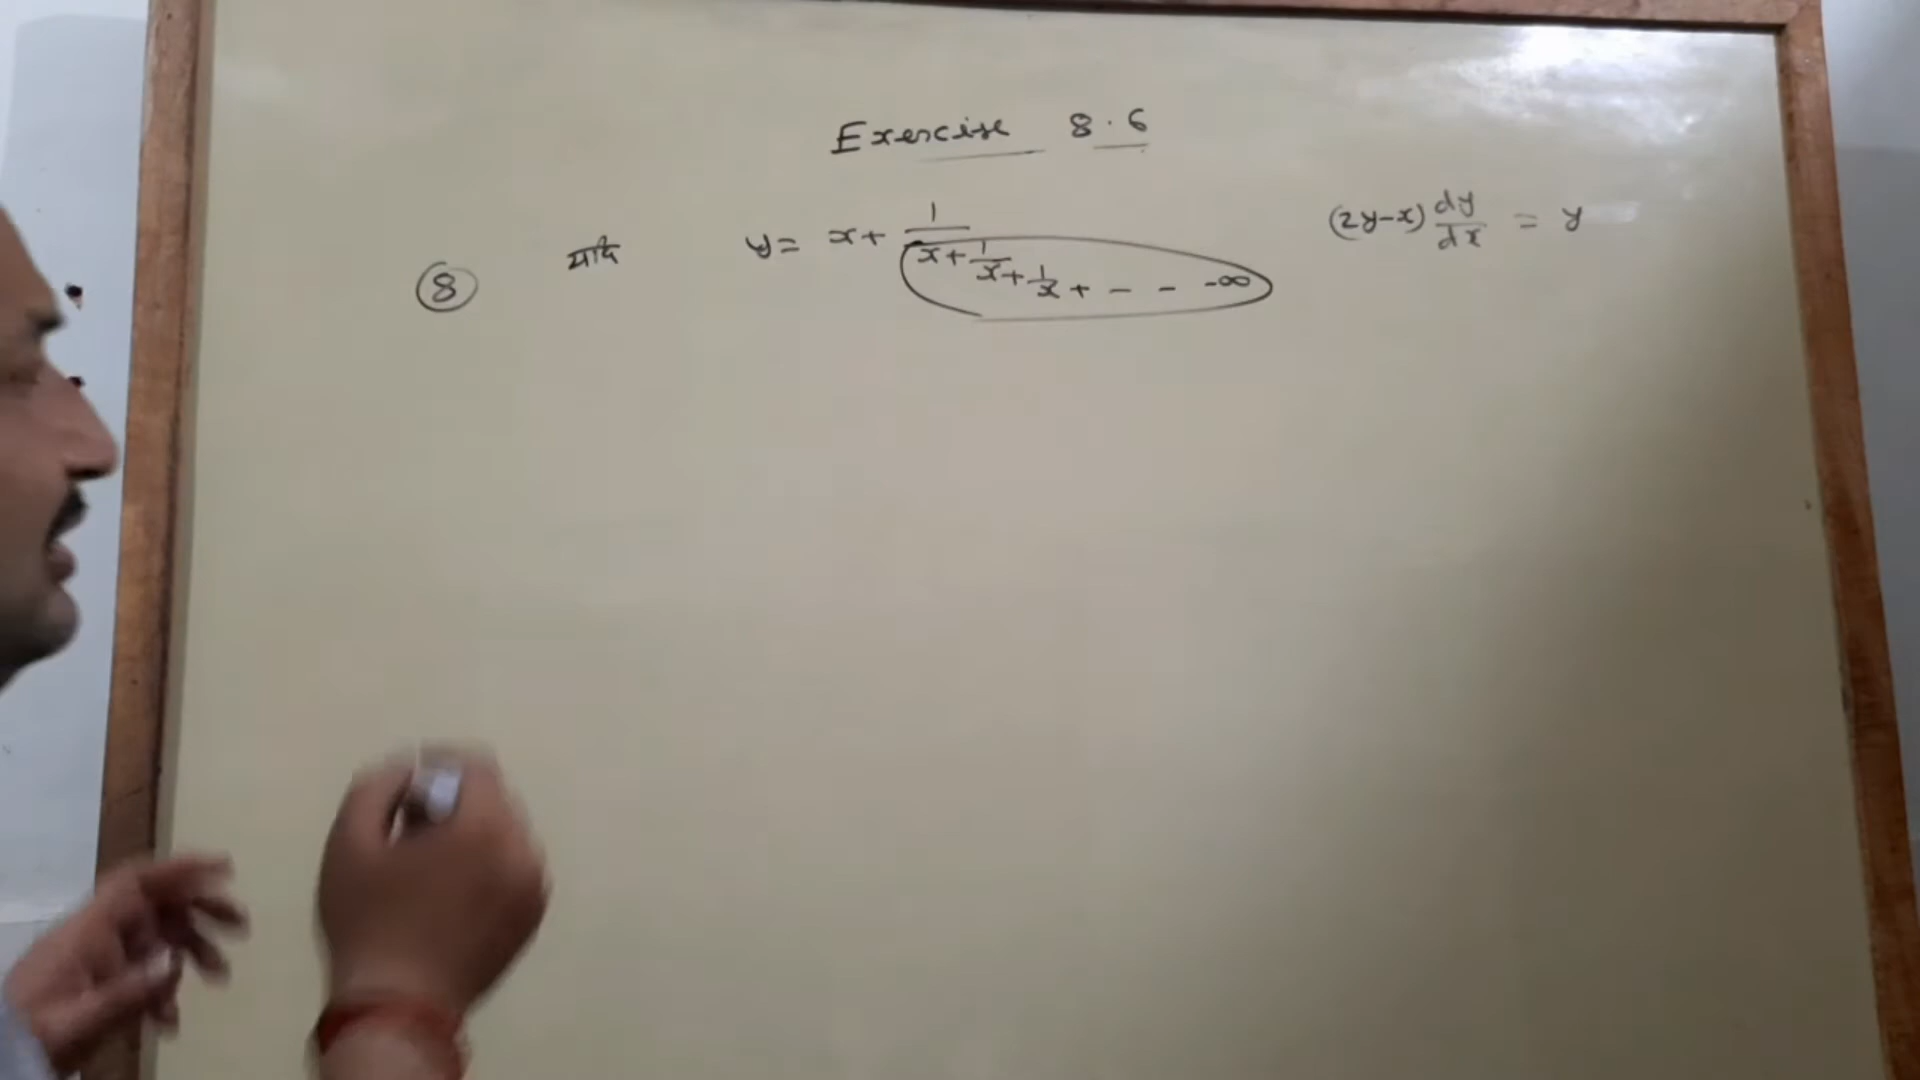 Exercise 8.6
⑧ यदि y = x + 1/(x + 1/(x + 1/x + - - - ∞)) (2y-x) dy/dx = y